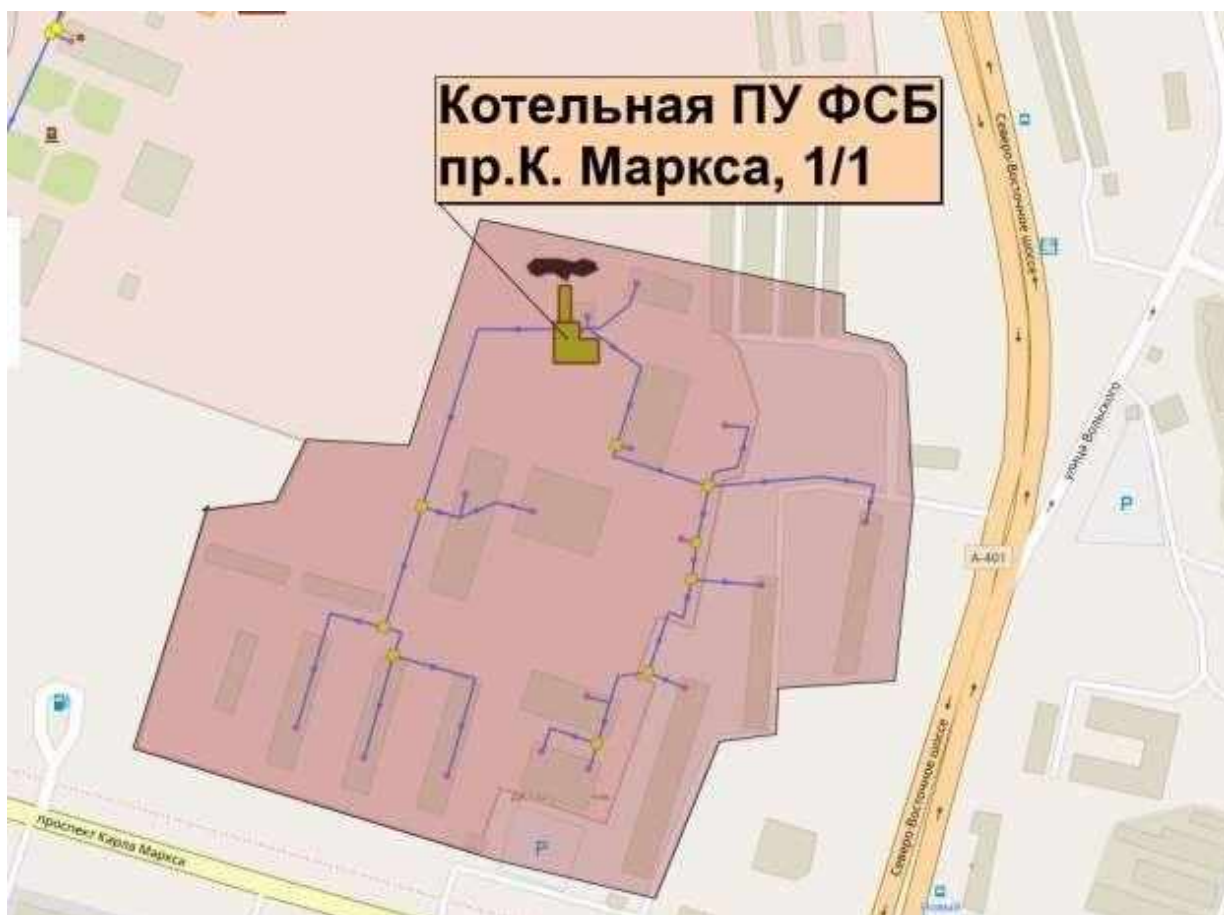 Котельная ПУ ФСБ
пр.К. Маркса, 1/1
Северо-Восточное шоссе
улица Вольского
P
А-401
Северо-Восточное шоссе
проспект Карла Маркса
P